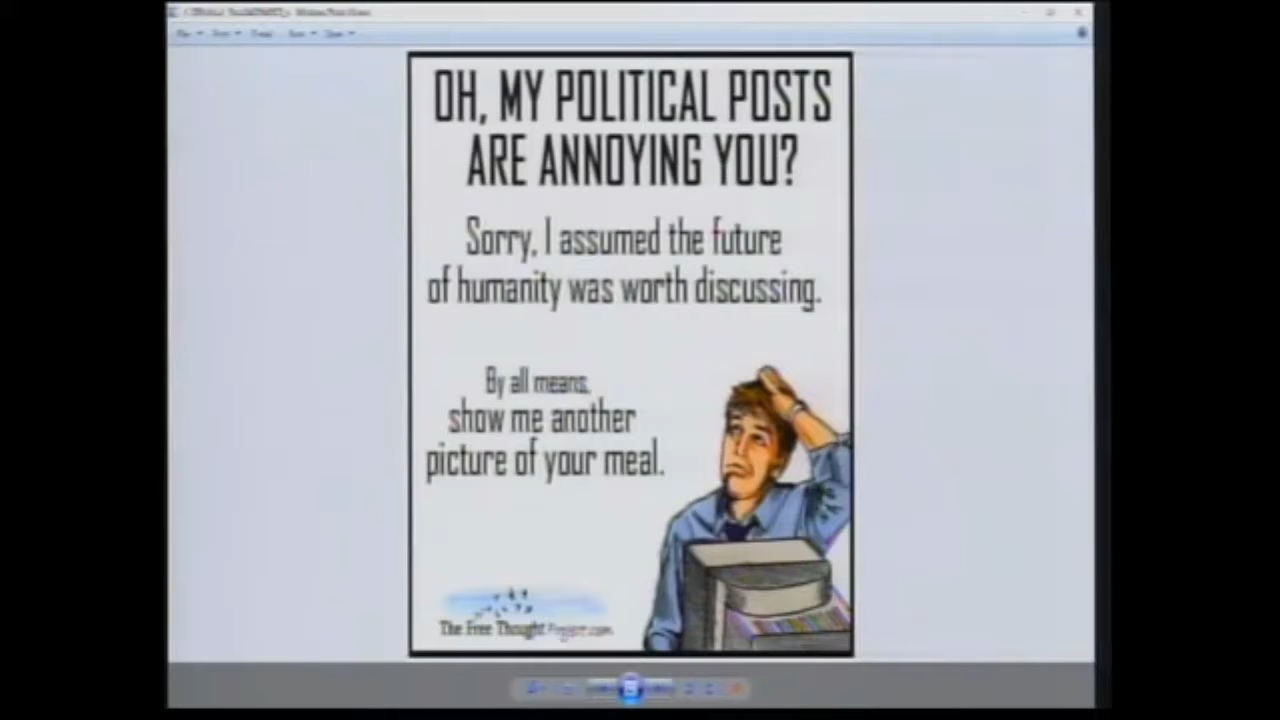 OH, MY POLITICAL POSTS
ARE ANNOYING YOU?
Sorry, I assumed the future
of humanity was worth discussing.
By all means,
show me another
picture of your meal.
The Free Thought Project.com